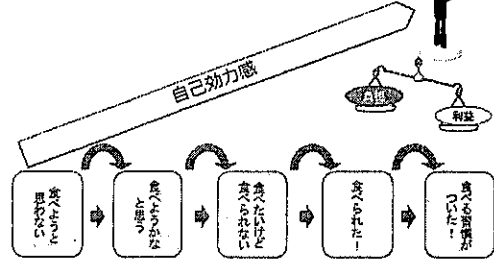 自己効力感
負担
利益
食べようと
思わない
食べようかな
と思う
食べたいけど
食べられない
食べられた！
食べる習慣が
ついた！